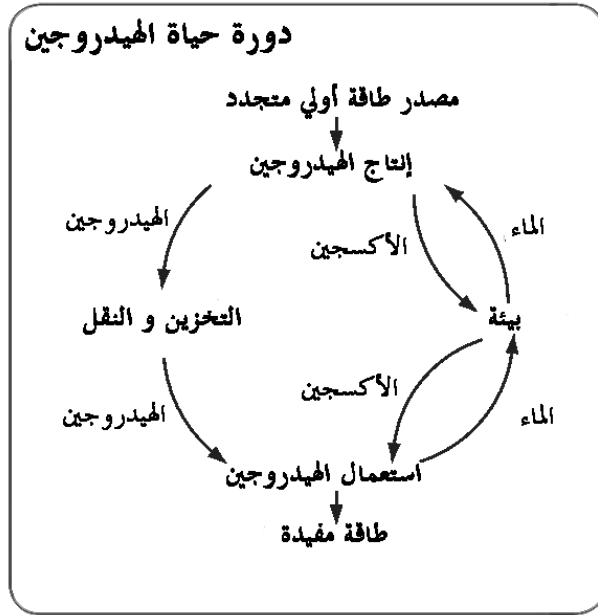 دورة حياة الهيدروجين
مصدر طاقة أولي متجدد
إنتاج الهيدروجين
الهيدروجين
الأكسجين
الماء
التخزين و النقل
بيئة
الهيدروجين
الأكسجين
الماء
استعمال الهيدروجين
طاقة مفيدة